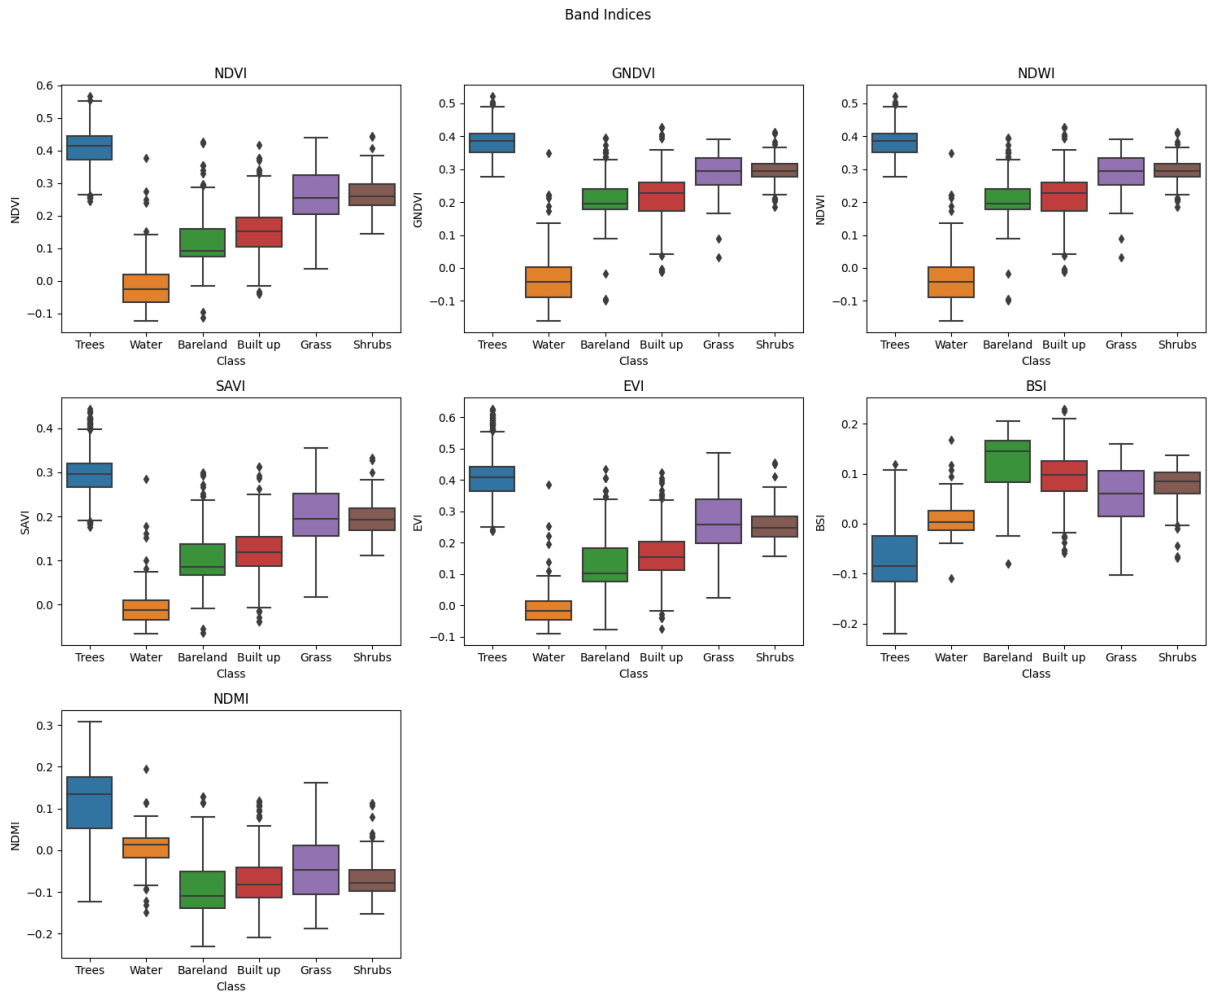 Band Indices
NDVI
GNDVI
NDWI
0.6
0.5
0.4
0.3
0.2
0.1
0.0
−0.1
NDVI
Trees Water Bareland Built up Grass Shrubs
Class
0.5
0.4
0.3
0.2
0.1
0.0
−0.1
GNDVI
Trees Water Bareland Built up Grass Shrubs
Class
0.5
0.4
0.3
0.2
0.1
0.0
−0.1
NDWI
Trees Water Bareland Built up Grass Shrubs
Class
SAVI
EVI
BSI
0.4
0.3
0.2
0.1
0.0
SAVI
Trees Water Bareland Built up Grass Shrubs
Class
0.6
0.5
0.4
0.3
0.2
0.1
0.0
−0.1
EVI
Trees Water Bareland Built up Grass Shrubs
Class
0.2
0.1
0.0
−0.1
−0.2
BSI
Trees Water Bareland Built up Grass Shrubs
Class
NDMI
0.3
0.2
0.1
0.0
−0.1
−0.2
NDMI
Trees Water Bareland Built up Grass Shrubs
Class